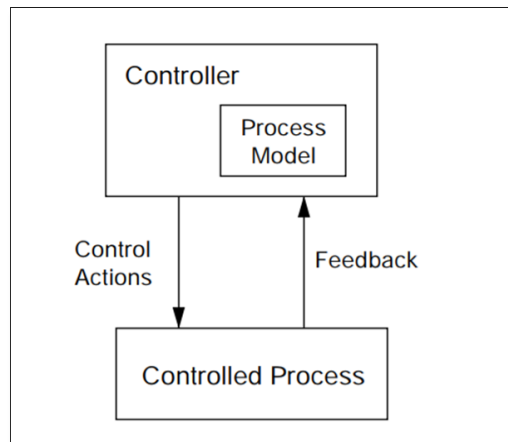 Controller
Process
Model
Control
Actions
Feedback
Controlled Process